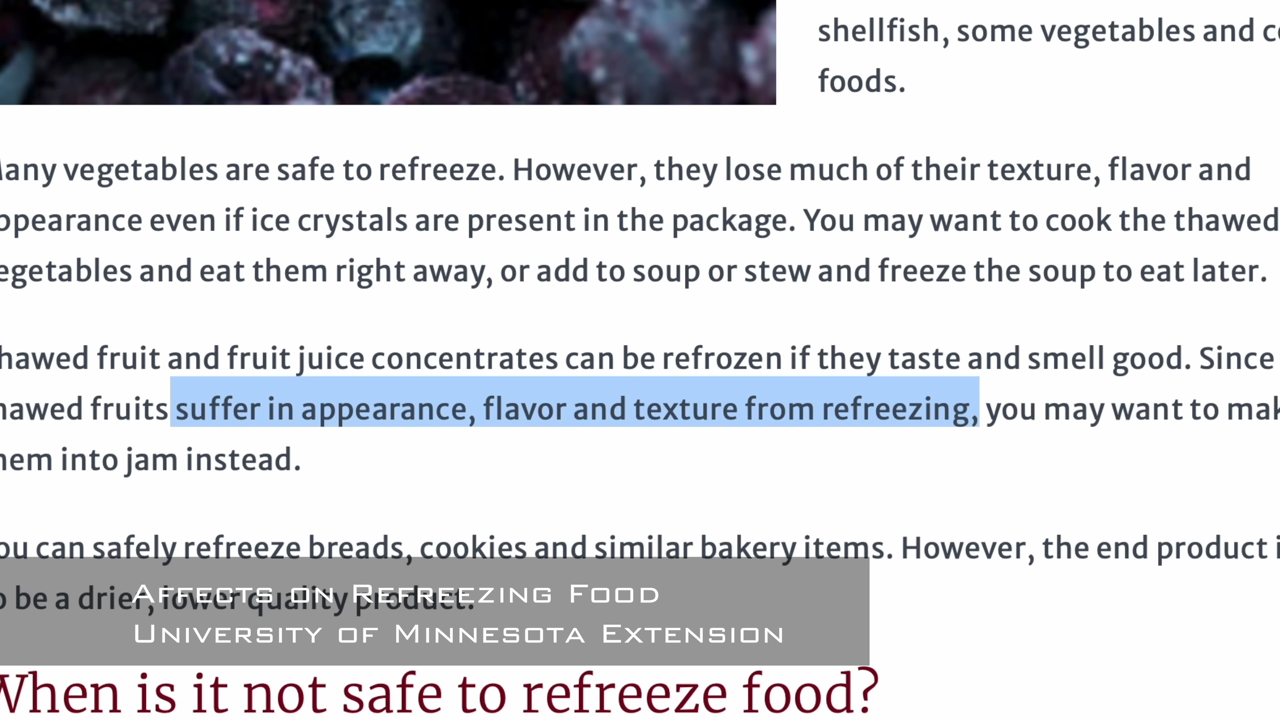 shellfish, some vegetables and
foods.
any vegetables are safe to refreeze. However, they lose much of their texture, flavor and
ppearance even if ice crystals are present in the package. You may want to cook the thawed
egetables and eat them right away, or add to soup or stew and freeze the soup to eat later.
hawed fruit and fruit juice concentrates can be refrozen if they taste and smell good. Since
hawed fruits suffer in appearance, flavor and texture from refreezing, you may want to mak
hem into jam instead.
ou can safely refreeze breads, cookies and similar bakery items. However, the end product i
o be a drier, lower quality product.
Affects on Refreezing Food
University of Minnesota Extension
When is it not safe to refreeze food?